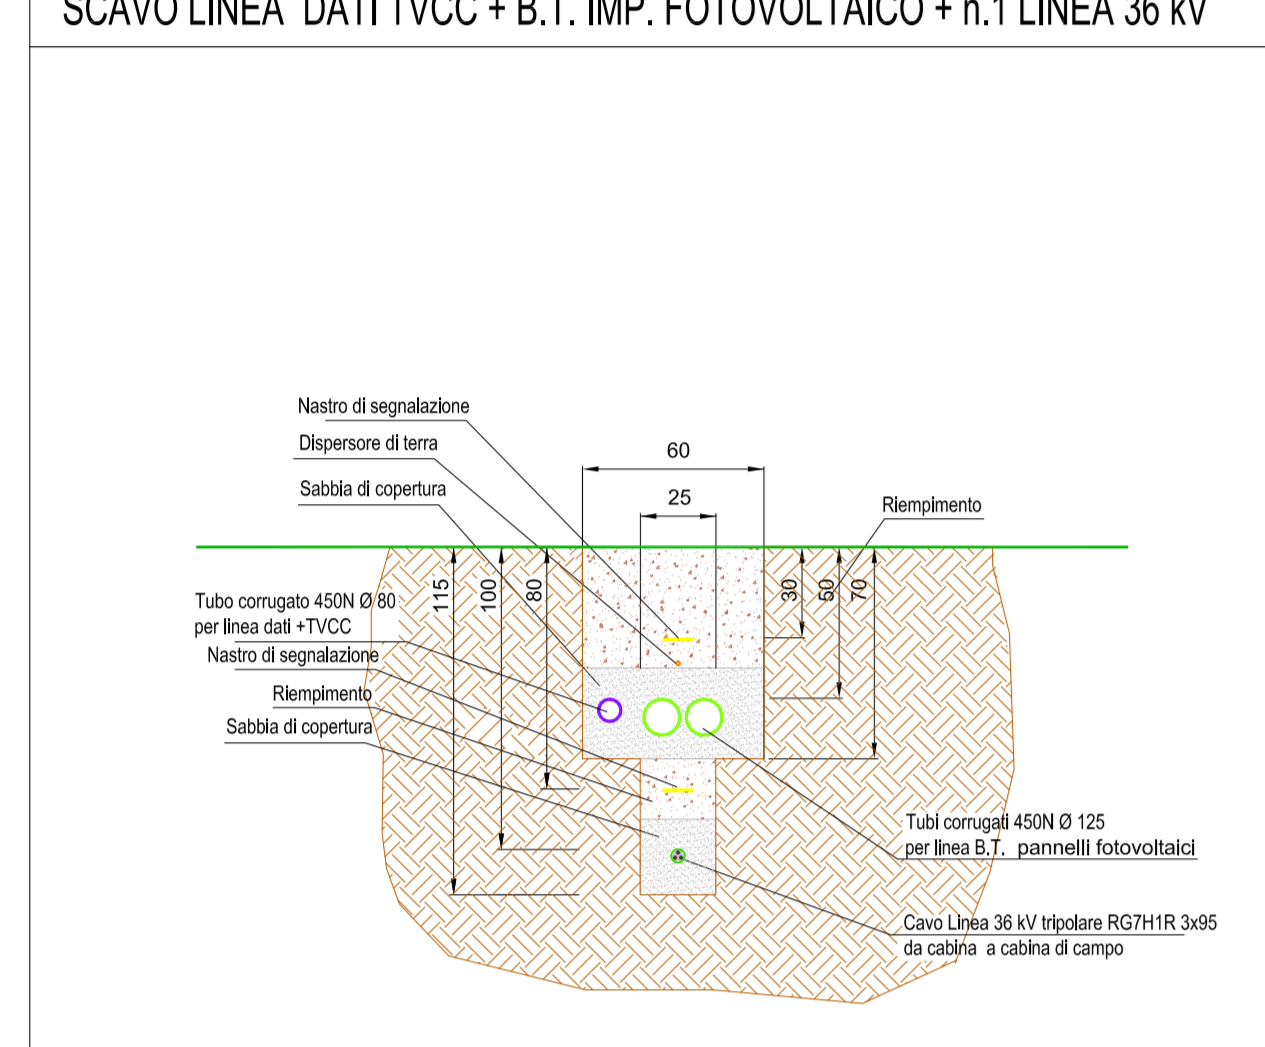 SCAVO LINEA DATI TVCC + B.T. IMP. FOTOVOLTAICO + n.1 LINEA 36 kV
Nastro di segnalazione
Dispersore di terra
Sabbia di copertura
60
25
Riempimento
115
100
80
30
50
70
Tubo corrugato 450N Ø 80
per linea dati +TVCC
Nastro di segnalazione
Riempimento
Sabbia di copertura
Tubi corrugati 450N Ø 125
per linea B.T. pannelli fotovoltaici
Cavo Linea 36 kV tripolare RG7H1R 3x95
da cabina a cabina di campo